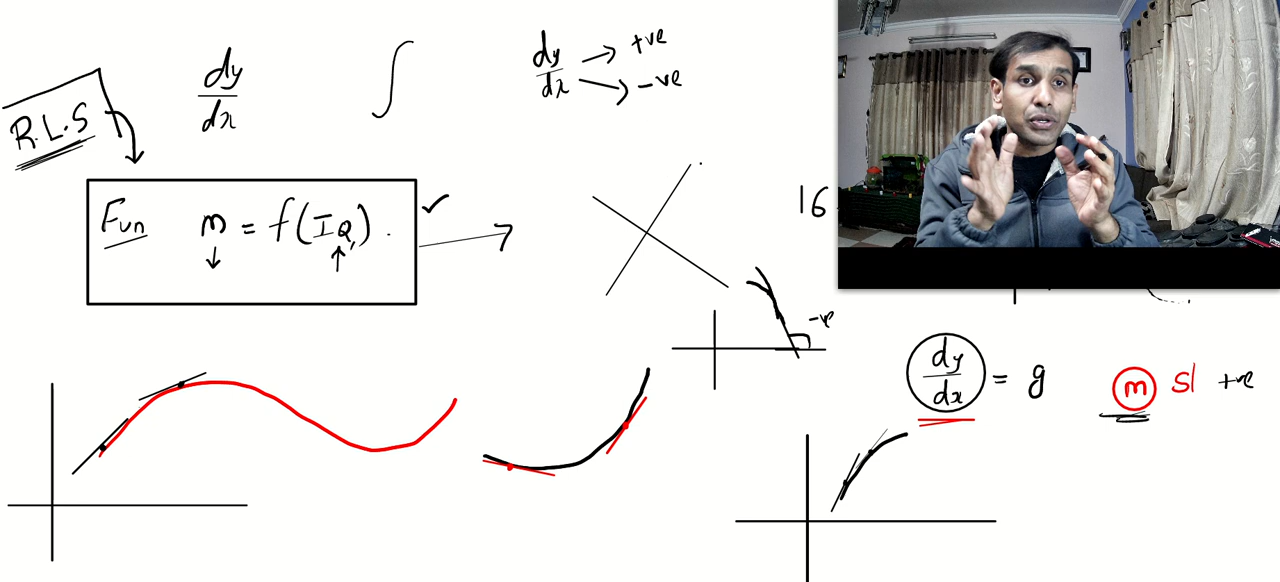 R.L.S
dy/dx
∫
dy/dx → +ve
→ -ve
Fun m = f(IQ).
16
-ve
dy/dx = g
m sl +ve